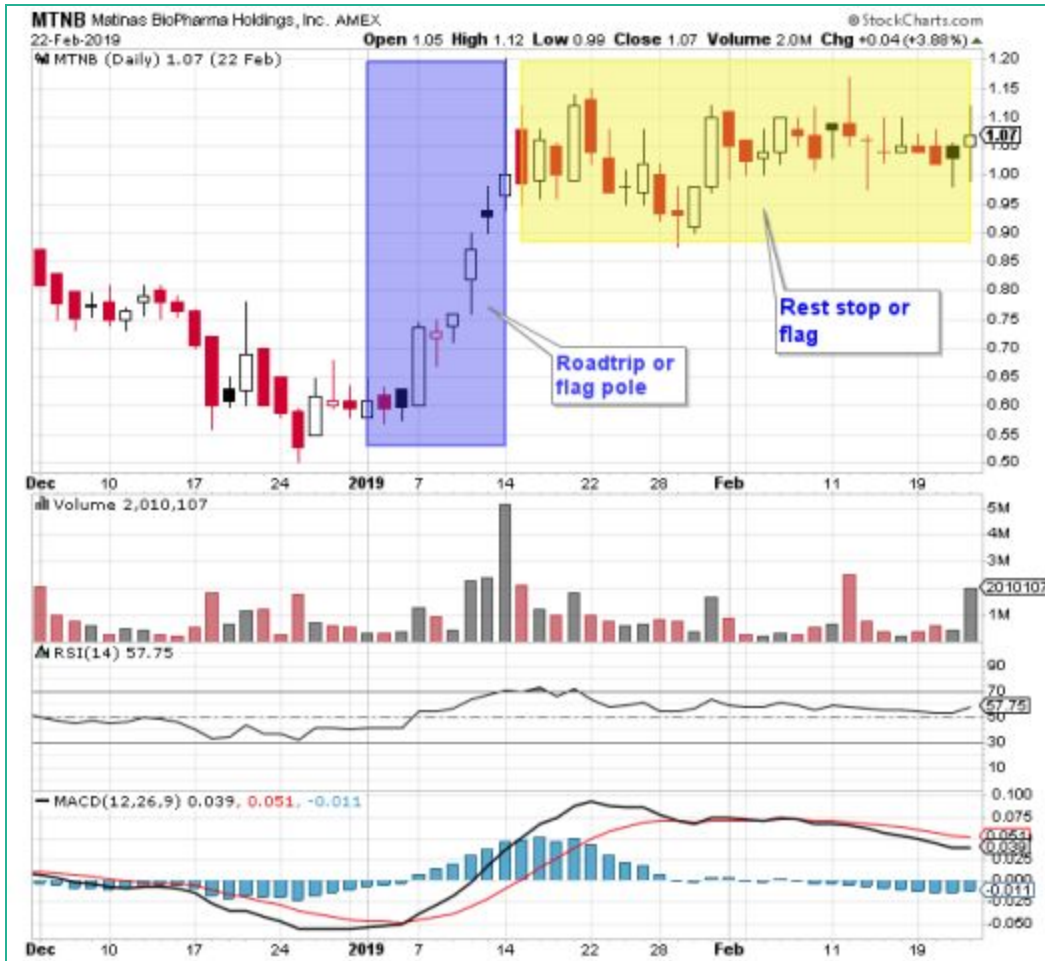 MTNB Matinas BioPharma Holdings, Inc. AMEX © StockCharts.com
22-Feb-2019 Open 1.05 High 1.12 Low 0.99 Close 1.07 Volume 2.0M Chg +0.04 (+3.88%)
MTNB (Daily) 1.07 (22 Feb)
1.20
1.15
1.10
1.07
1.05
1.00
0.95
0.90
0.85
0.80
0.75
0.70
0.65
0.60
0.55
0.50
Rest stop or
flag
Roadtrip or
flag pole
Dec 10 17 24 2019 7 14 22 28 Feb 11 19
Volume 2,010,107
5M
4M
3M
2010107
1M
RSI(14) 57.75
90
70
57.75
50
30
10
MACD(12,26,9) 0.039, 0.051, -0.011
0.100
0.075
0.051
0.039
0.025
0.000
-0.011
-0.025
-0.050
Dec 10 17 24 2019 7 14 22 28 Feb 11 19